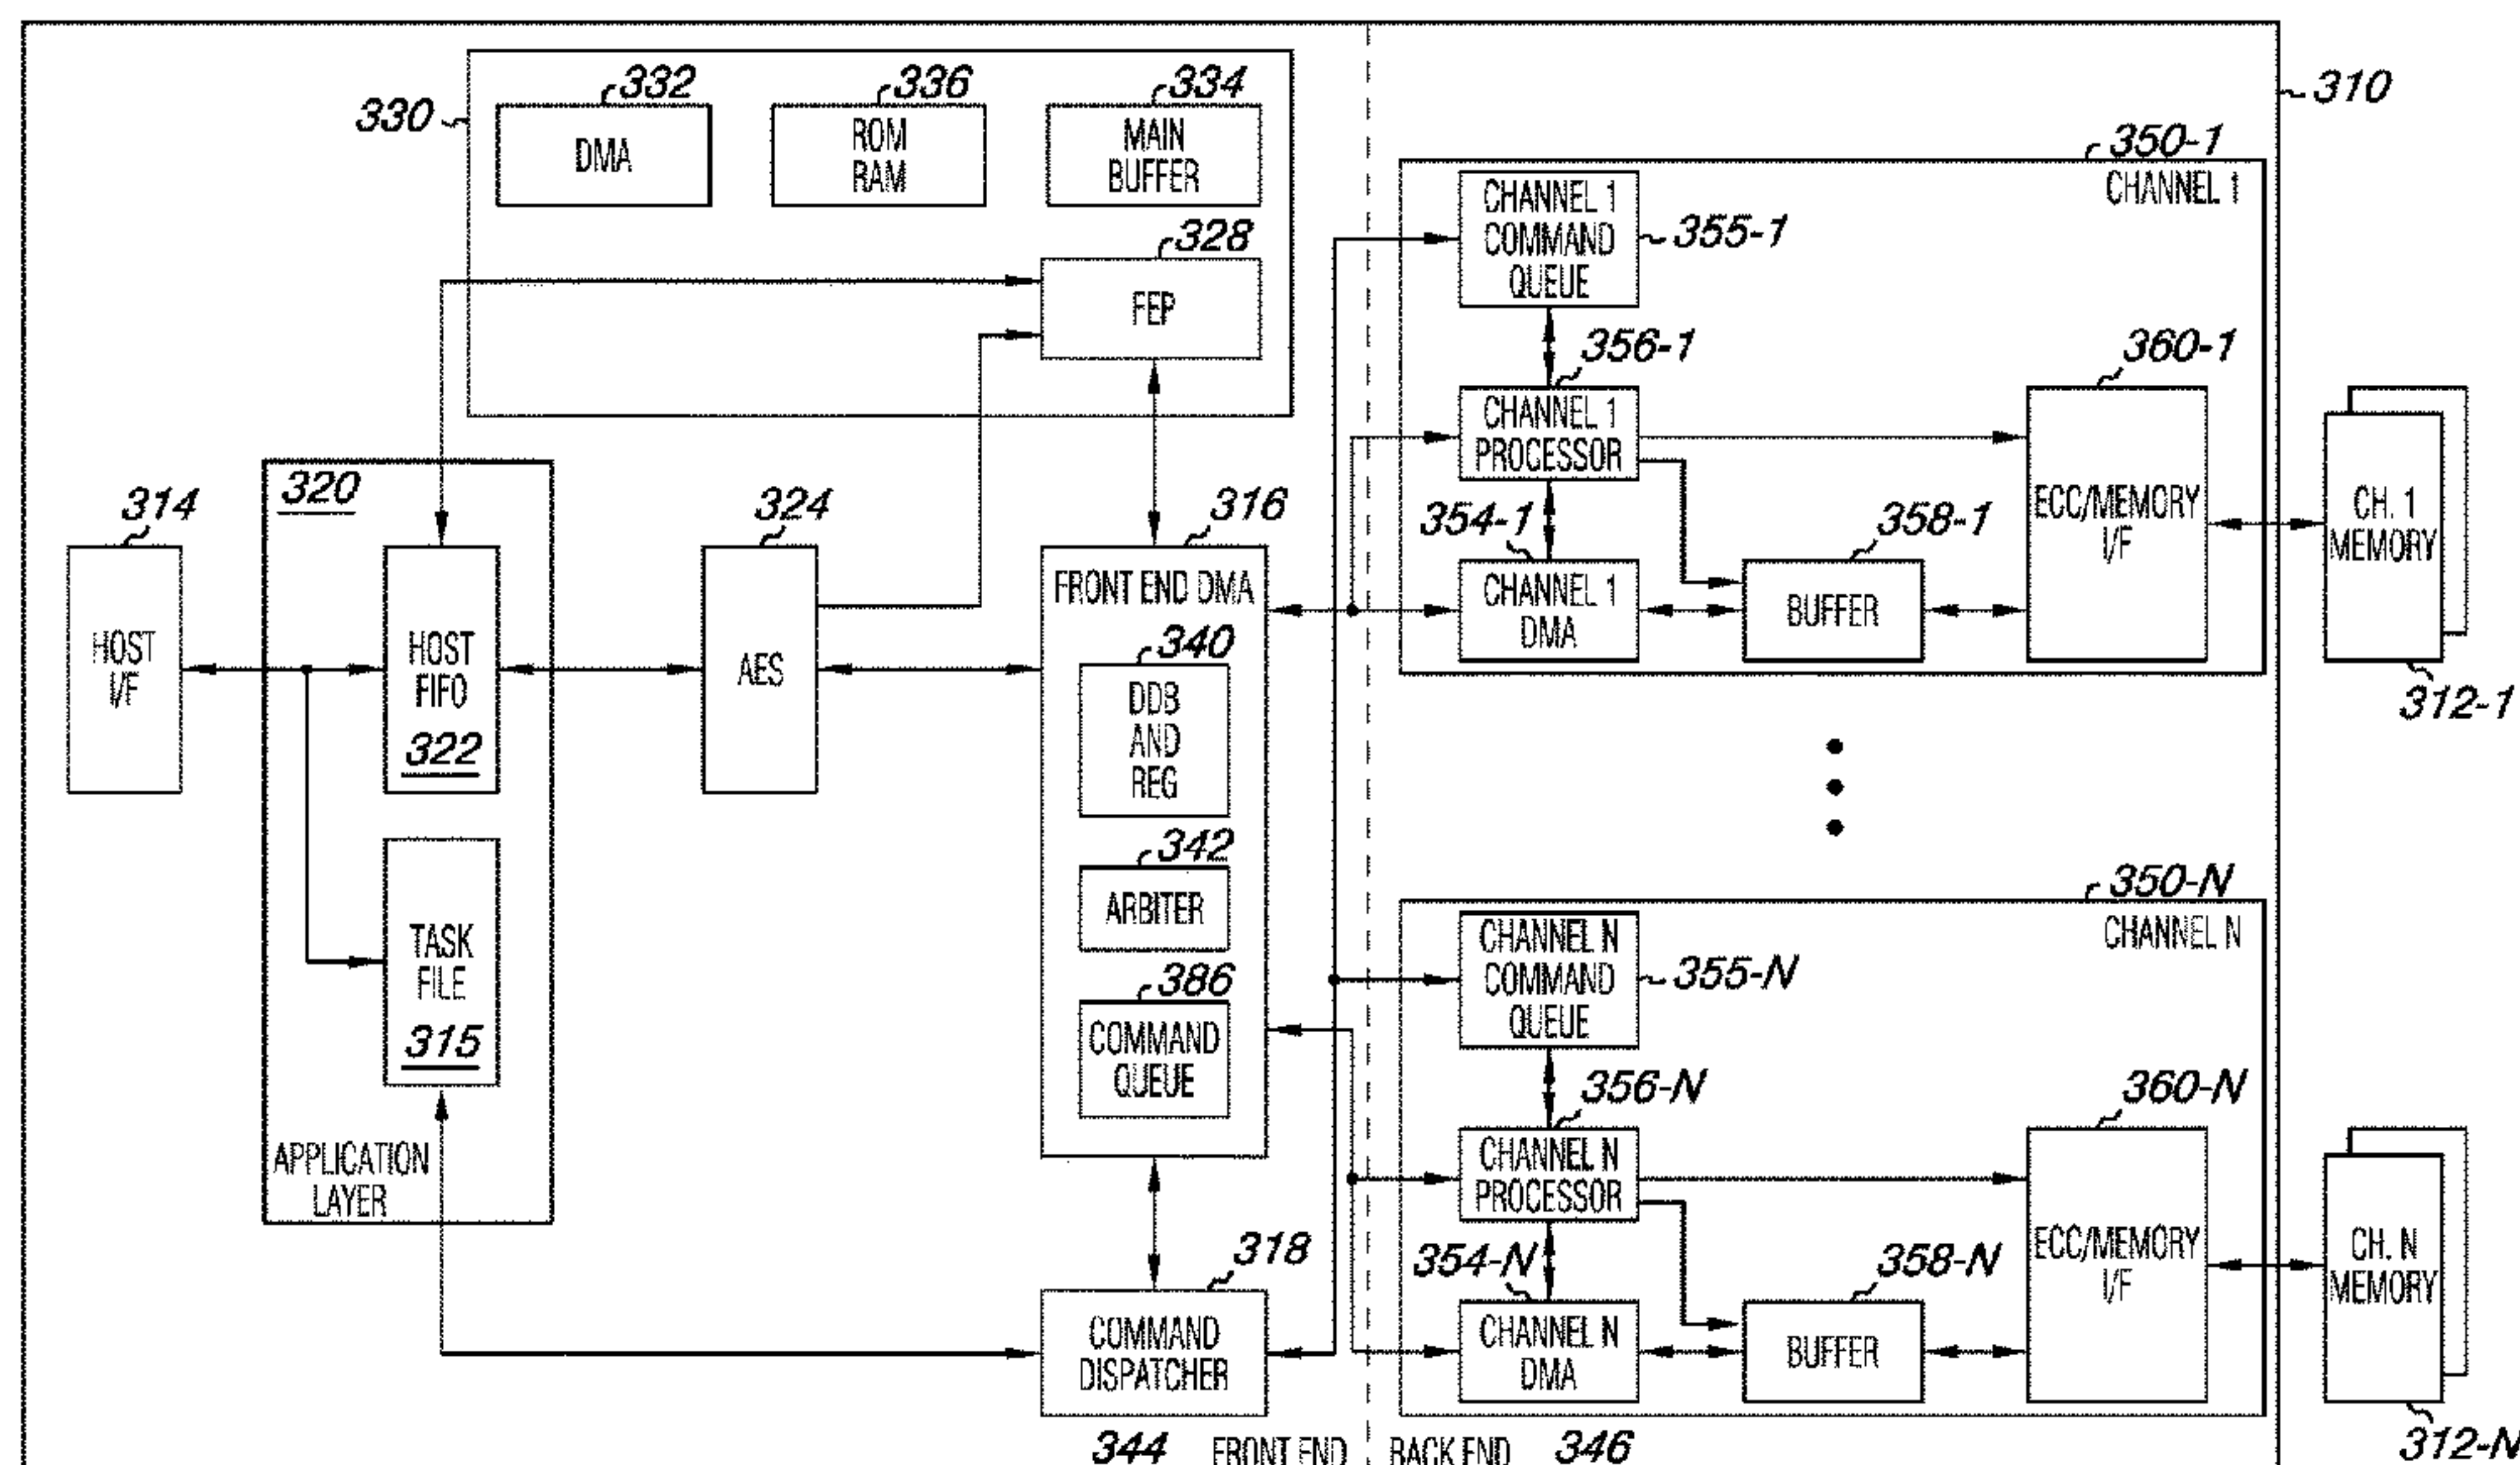 332
336
334
330
DMA
ROM
RAM
MAIN
BUFFER
328
FEP
310
350-1
CHANNEL 1
CHANNEL 1
COMMAND
QUEUE
355-1
356-1
360-1
CHANNEL 1
PROCESSOR
354-1
358-1
ECC/MEMORY
I/F
CHANNEL 1
DMA
BUFFER
CH. 1
MEMORY
312-1
314
320
324
316
HOST
I/F
HOST
FIFO
322
AES
FRONT END DMA
340
DDB
AND
REG
342
ARBITER
386
COMMAND
QUEUE
TASK
FILE
315
APPLICATION
LAYER
318
COMMAND
DISPATCHER
350-N
CHANNEL N
CHANNEL N
COMMAND
QUEUE
355-N
356-N
360-N
CHANNEL N
PROCESSOR
354-N
358-N
ECC/MEMORY
I/F
CHANNEL N
DMA
BUFFER
CH. N
MEMORY
312-N
344 FRONT END
BACK END 346